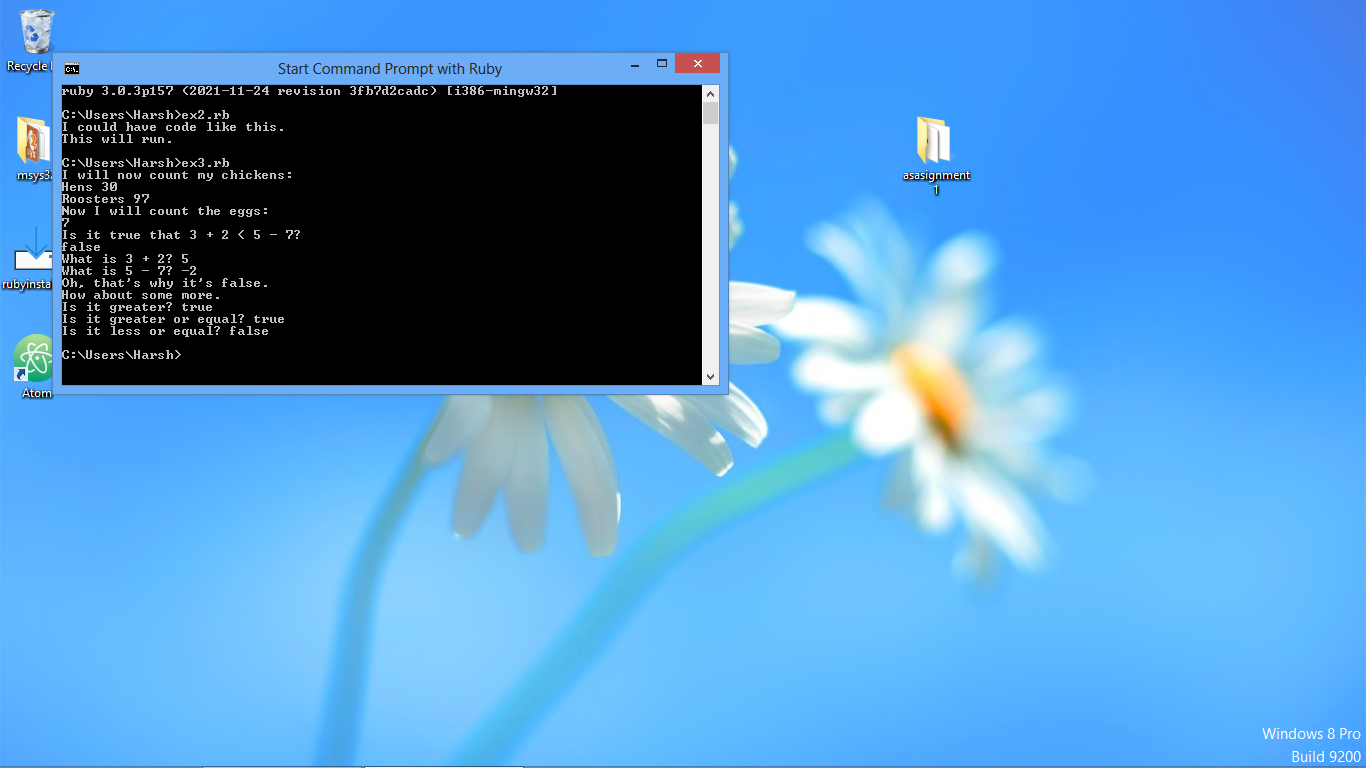 Recycle
msys32
rubyinsta
Atom
Start Command Prompt with Ruby
ruby 3.0.3p157 (2021-11-24 revision 3fb7d2cadc) [i386-mingw32]
C:\Users\Harsh>ex2.rb
I could have code like this.
This will run.
C:\Users\Harsh>ex3.rb
I will now count my chickens:
Hens 30
Roosters 97
Now I will count the eggs:
7
Is it true that 3 + 2 < 5 - 7?
false
What is 3 + 2? 5
What is 5 - 7? -2
Oh, that's why it's false.
How about some more.
Is it greater? true
Is it greater or equal? true
Is it less or equal? false
C:\Users\Harsh>
asasignment
1
Windows 8 Pro
Build 9200